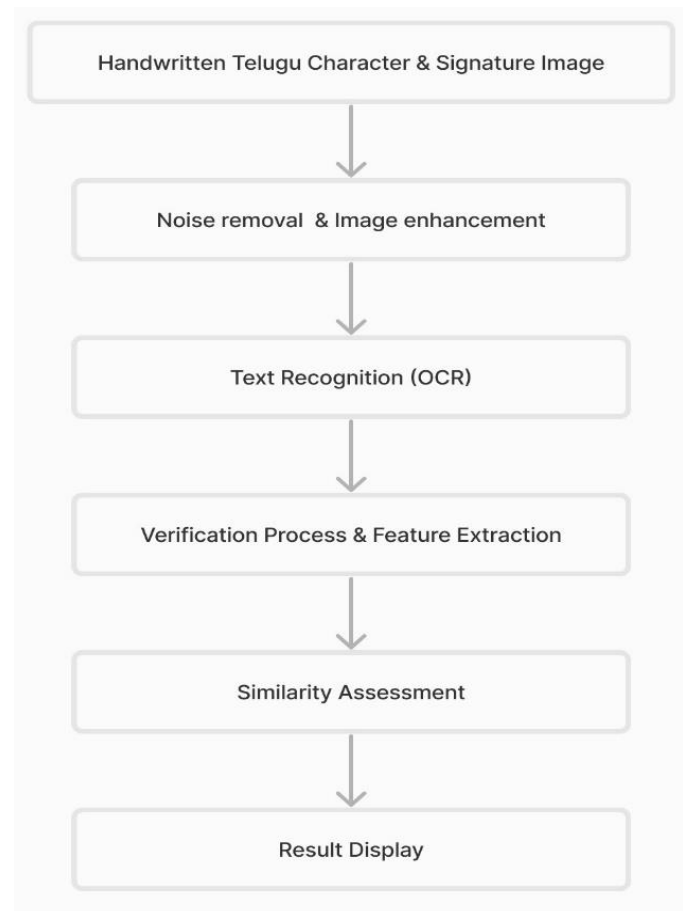 Handwritten Telugu Character & Signature Image
Noise removal & Image enhancement
Text Recognition (OCR)
Verification Process & Feature Extraction
Similarity Assessment
Result Display